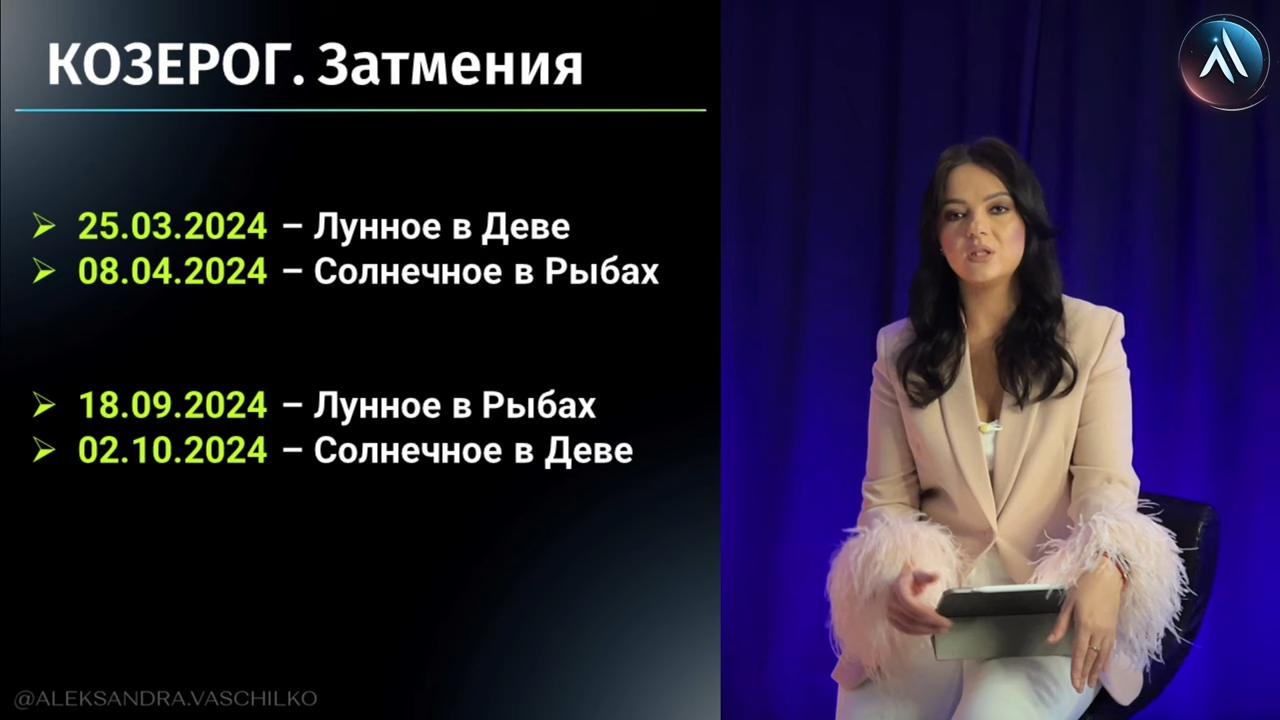 КОЗЕРОГ. Затмения
➢ 25.03.2024 – Лунное в Деве
➢ 08.04.2024 – Солнечное в Рыбах
➢ 18.09.2024 – Лунное в Рыбах
➢ 02.10.2024 – Солнечное в Деве
@ALEKSANDRA.VASCHILKO